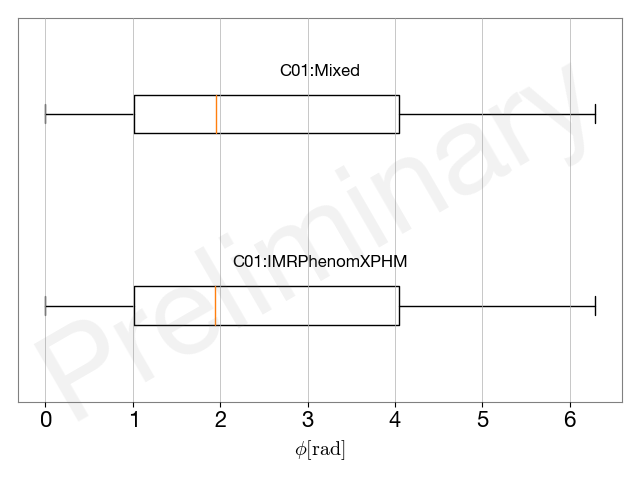 C01:Mixed
C01:IMRPhenomXPHM
Preliminary
0 1 2 3 4 5 6
ϕ[rad]